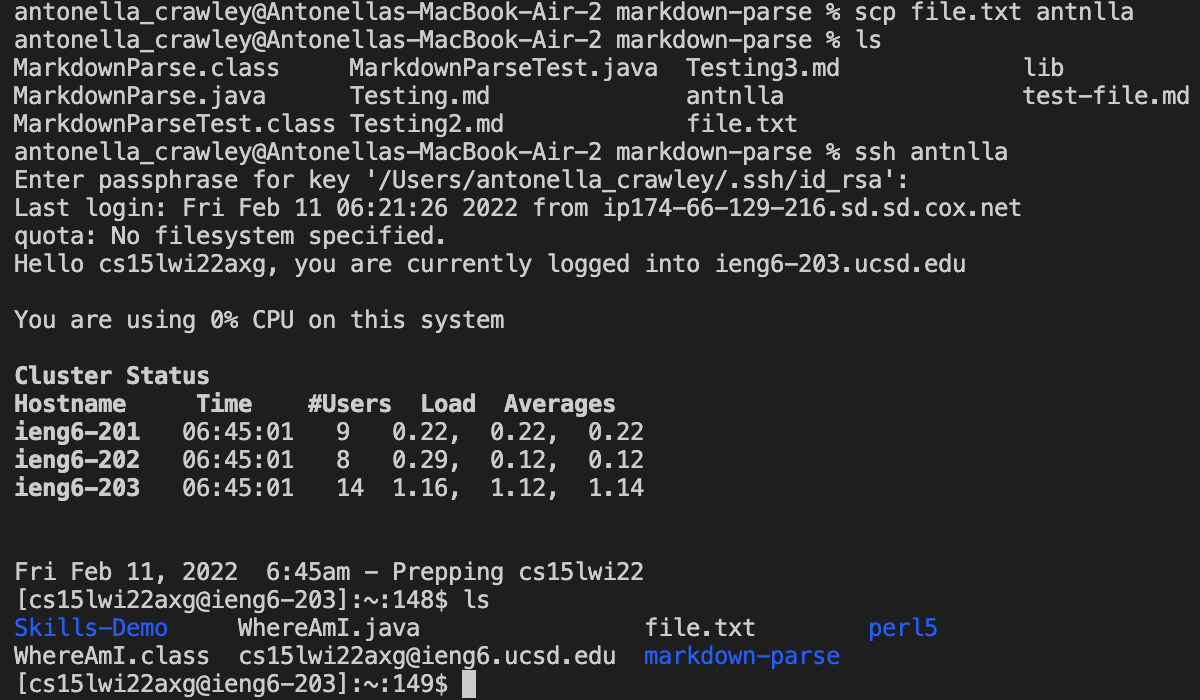 antonella_crawley@Antonellas-MacBook-Air-2 markdown-parse % scp file.txt antnlla
antonella_crawley@Antonellas-MacBook-Air-2 markdown-parse % ls
MarkdownParse.class     MarkdownParseTest.java  Testing3.md             lib
MarkdownParse.java      Testing.md              antnlla                 test-file.md
MarkdownParseTest.class Testing2.md             file.txt
antonella_crawley@Antonellas-MacBook-Air-2 markdown-parse % ssh antnlla
Enter passphrase for key '/Users/antonella_crawley/.ssh/id_rsa':
Last login: Fri Feb 11 06:21:26 2022 from ip174-66-129-216.sd.sd.cox.net
quota: No filesystem specified.
Hello cs15lwi22axg, you are currently logged into ieng6-203.ucsd.edu
You are using 0% CPU on this system
Cluster Status
Hostname     Time    #Users  Load  Averages
ieng6-201   06:45:01   9   0.22,  0.22,  0.22
ieng6-202   06:45:01   8   0.29,  0.12,  0.12
ieng6-203   06:45:01   14  1.16,  1.12,  1.14
Fri Feb 11, 2022  6:45am - Prepping cs15lwi22
[cs15lwi22axg@ieng6-203]:~:148$ ls
Skills-Demo     WhereAmI.java                file.txt        perl5
WhereAmI.class  cs15lwi22axg@ieng6.ucsd.edu  markdown-parse
[cs15lwi22axg@ieng6-203]:~:149$